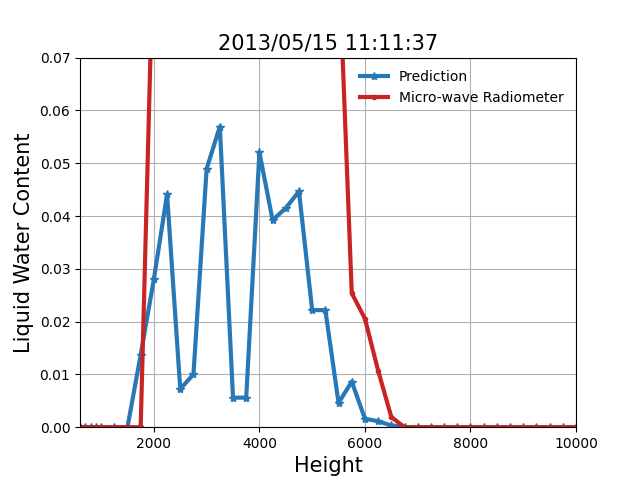 2013/05/15 11:11:37
Prediction
Micro-wave Radiometer
Liquid Water Content
0.07
0.06
0.05
0.04
0.03
0.02
0.01
0.00
2000 4000 6000 8000 10000
Height